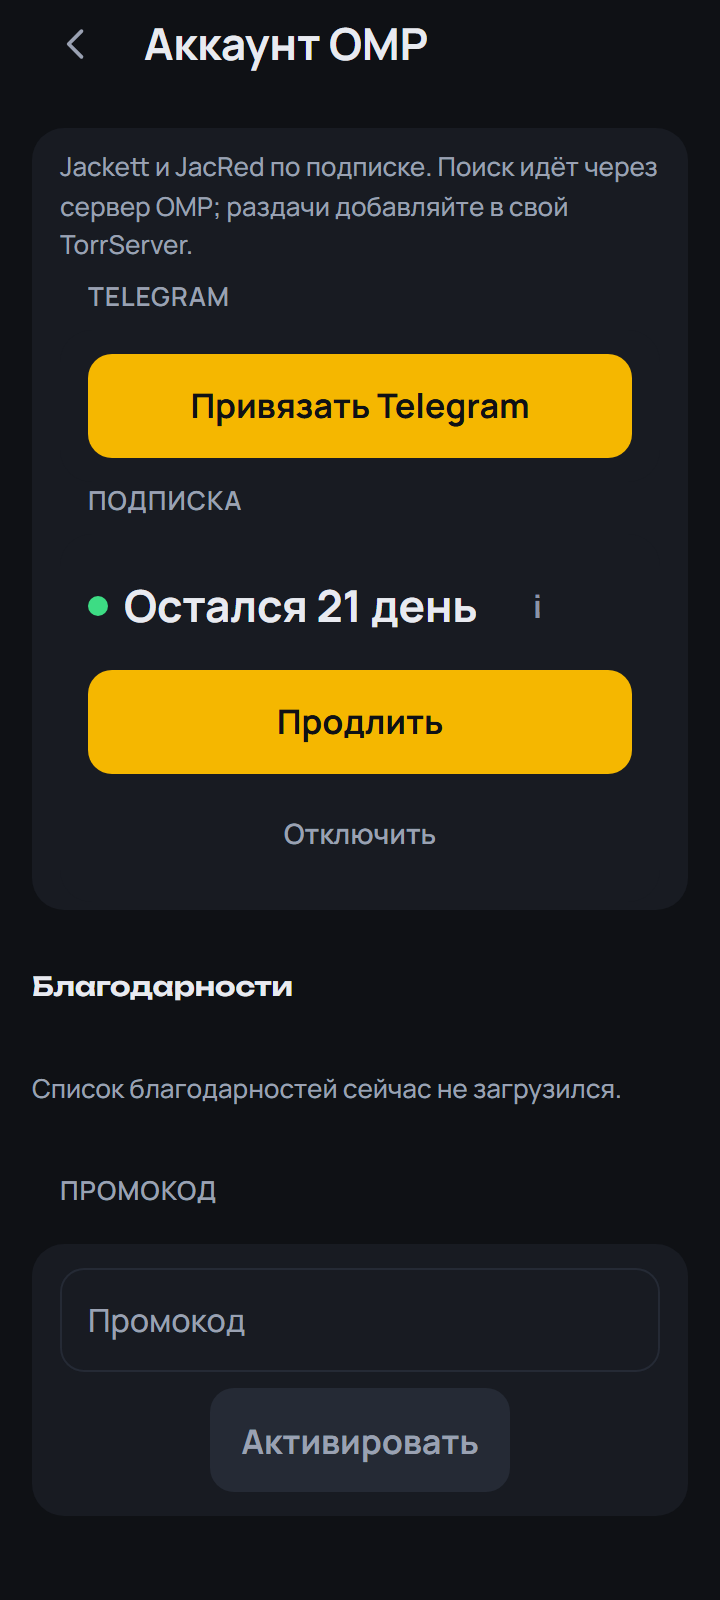 Аккаунт OMP
Jackett и JacRed по подписке. Поиск идёт через
сервер OMP; раздачи добавляйте в свой
TorrServer.
TELEGRAM
Привязать Telegram
ПОДПИСКА
Остался 21 день i
Продлить
Отключить
Благодарности
Список благодарностей сейчас не загрузился.
ПРОМОКОД
Промокод
Активировать